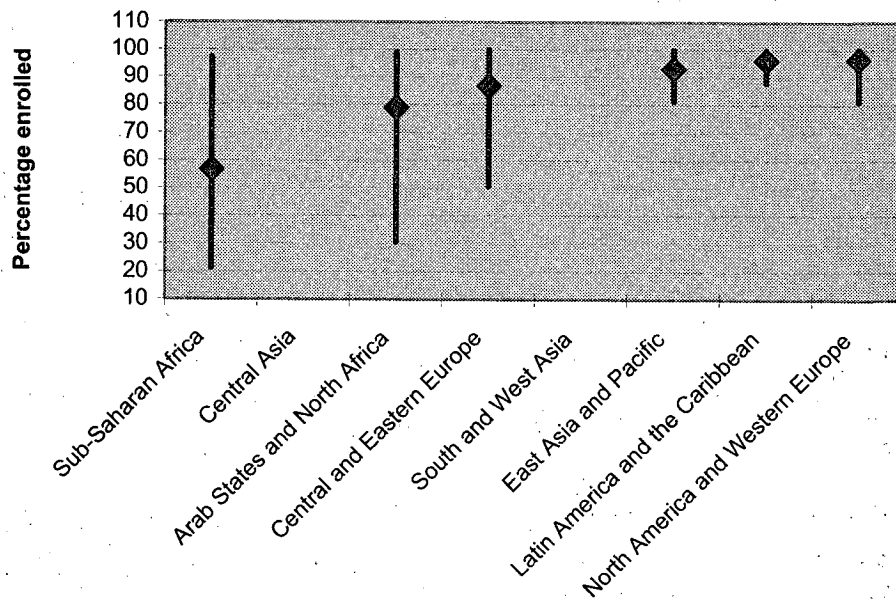 Percentage enrolled
110
100
90
80
70
60
50
40
30
20
10
Sub-Saharan Africa
Central Asia
Arab States and North Africa
Central and Eastern Europe
South and West Asia
East Asia and Pacific
Latin America and the Caribbean
North America and Western Europe